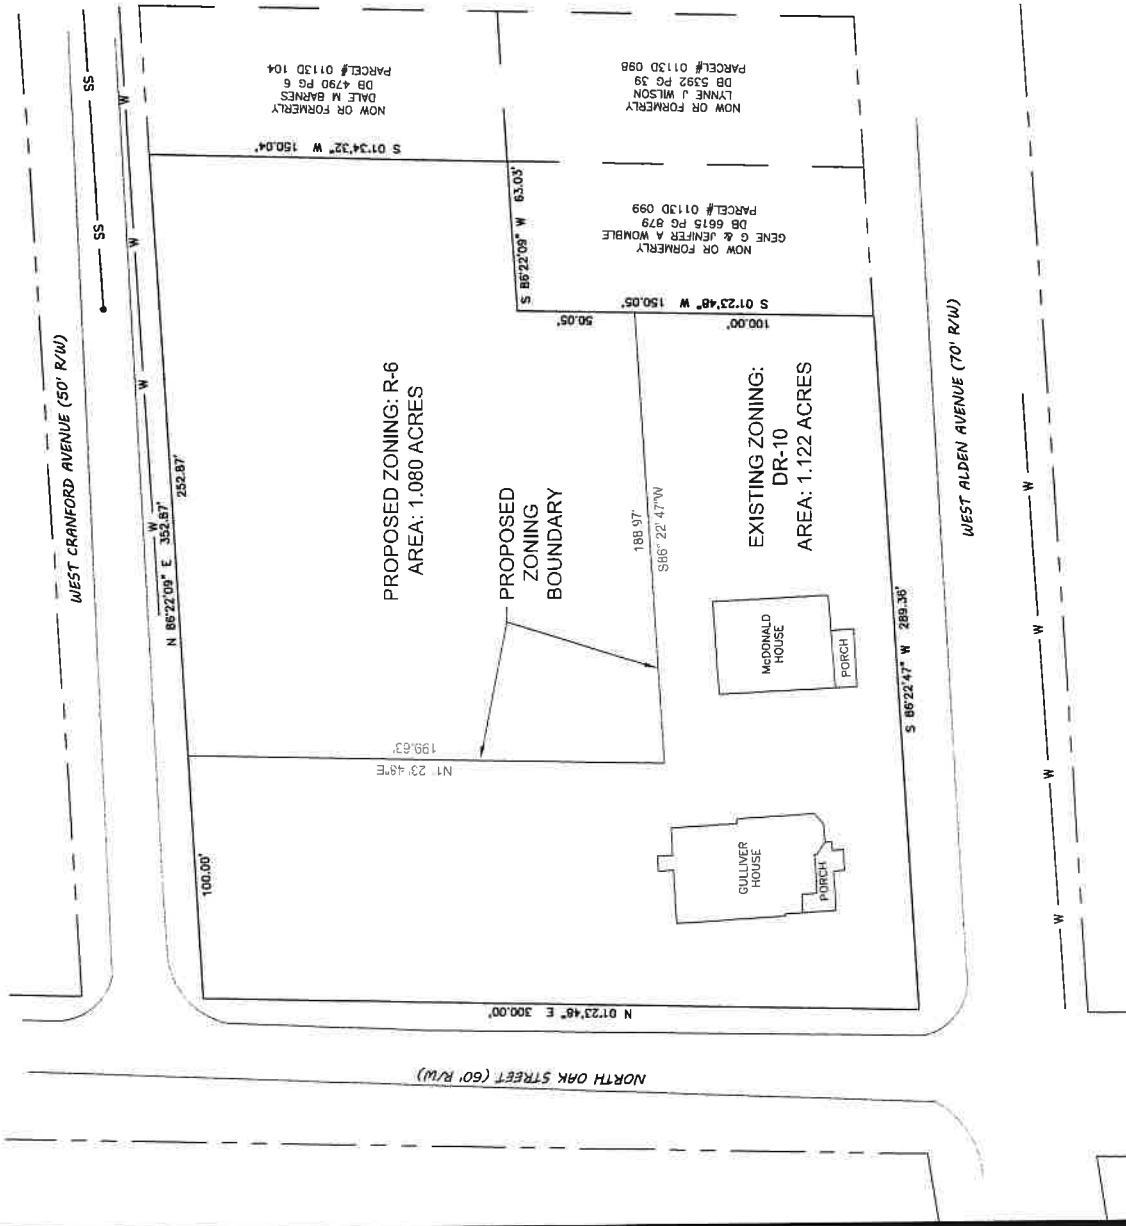 WEST CRANFORD AVENUE (50' R/W)
SS
SS
W
W
W
W
N 86°22'09" E 352.87'
252.87'
100.00'
NOW OR FORMERLY
DALE M BARNES
DB 4790 PG 6
PARCEL# 0113D 104
NOW OR FORMERLY
LYNNE J WILSON
DB 5392 PG 39
PARCEL# 0113D 098
S 01°34'32" W 150.04'
S 86°22'09" W 63.03'
NOW OR FORMERLY
GENE G & JENIFER A WOMBLE
DB 6615 PG 879
PARCEL# 0113D 099
S 01°23'48" W 150.05'
50.05'
100.00'
PROPOSED ZONING: R-6
AREA: 1.080 ACRES
PROPOSED
ZONING
BOUNDARY
188.97'
S86° 22' 47"W
EXISTING ZONING:
DR-10
AREA: 1.122 ACRES
N1° 23' 48"E
199.63'
McDONALD
HOUSE
PORCH
GULLIVER
HOUSE
PORCH
S 86°22'47" W 289.36'
N 01°23'48" E 300.00'
WEST ALDEN AVENUE (70' R/W)
W
W
W
W
NORTH OAK STREET (60' R/W)